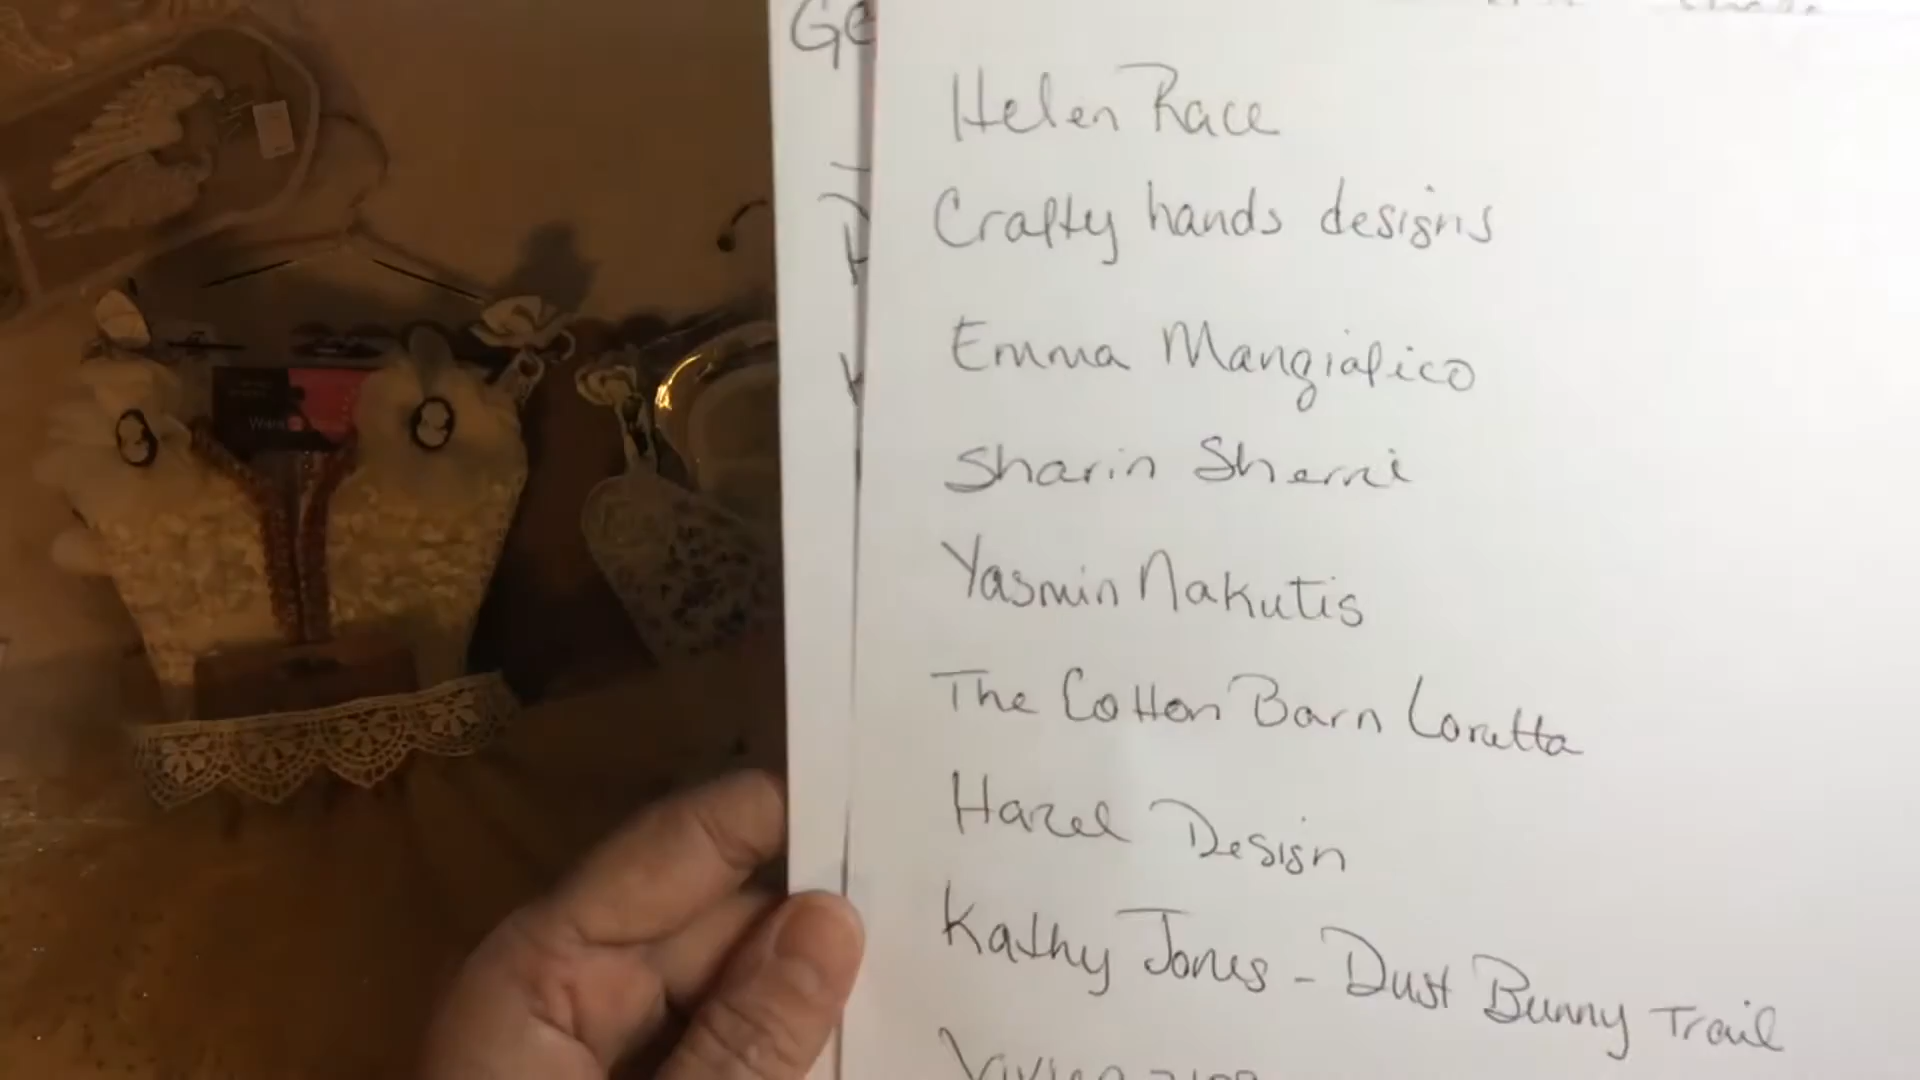 Ge
Helen Race
Crafty hands designs
Emma Mangiafico
Sharin Sherri
Yasmin Nakutis
The Cotton Barn Loretta
Hazel Design
Kathy Jones - Dust Bunny Trail